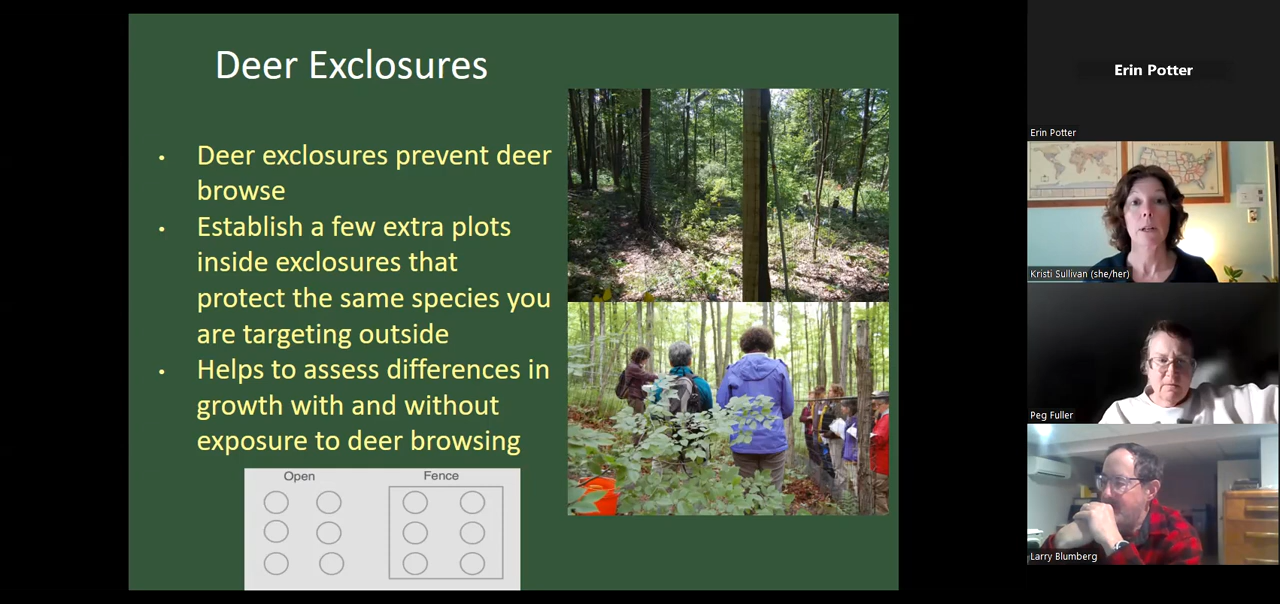 Deer Exclosures
• Deer exclosures prevent deer
browse
• Establish a few extra plots
inside exclosures that
protect the same species you
are targeting outside
• Helps to assess differences in
growth with and without
exposure to deer browsing
Open Fence
Erin Potter
Erin Potter
Kristi Sullivan (she/her)
Peg Fuller
Larry Blumberg